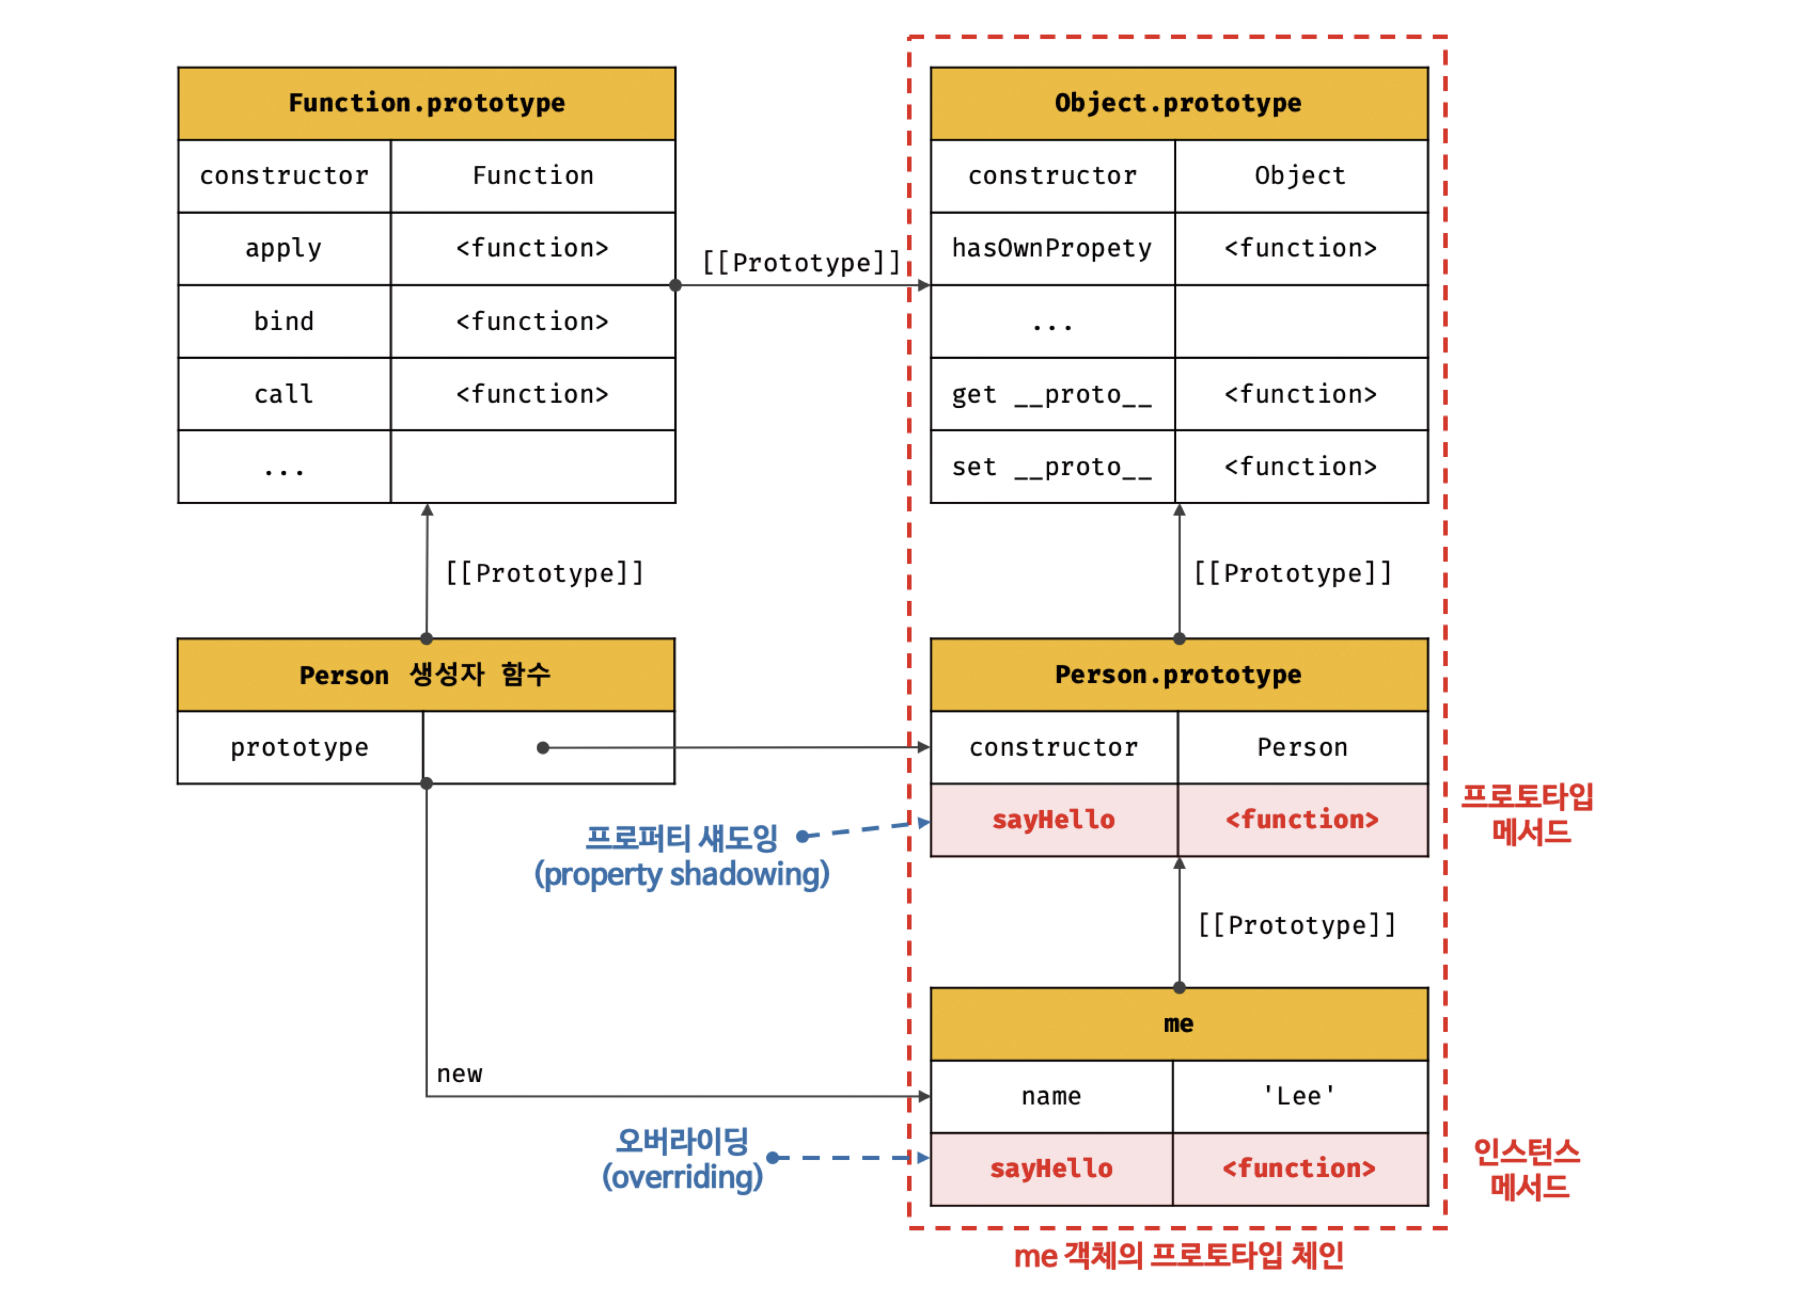 Function.prototype
constructor Function
apply <function>
bind <function>
call <function>
...
[[Prototype]]
Object.prototype
constructor Object
hasOwnPropety <function>
...
get __proto__ <function>
set __proto__ <function>
[[Prototype]]
[[Prototype]]
Person 생성자 함수
prototype
Person.prototype
constructor Person
sayHello <function>
프로토타입
메서드
프로퍼티 섀도잉
(property shadowing)
[[Prototype]]
new
me
name 'Lee'
sayHello <function>
오버라이딩
(overriding)
인스턴스
메서드
me 객체의 프로토타입 체인